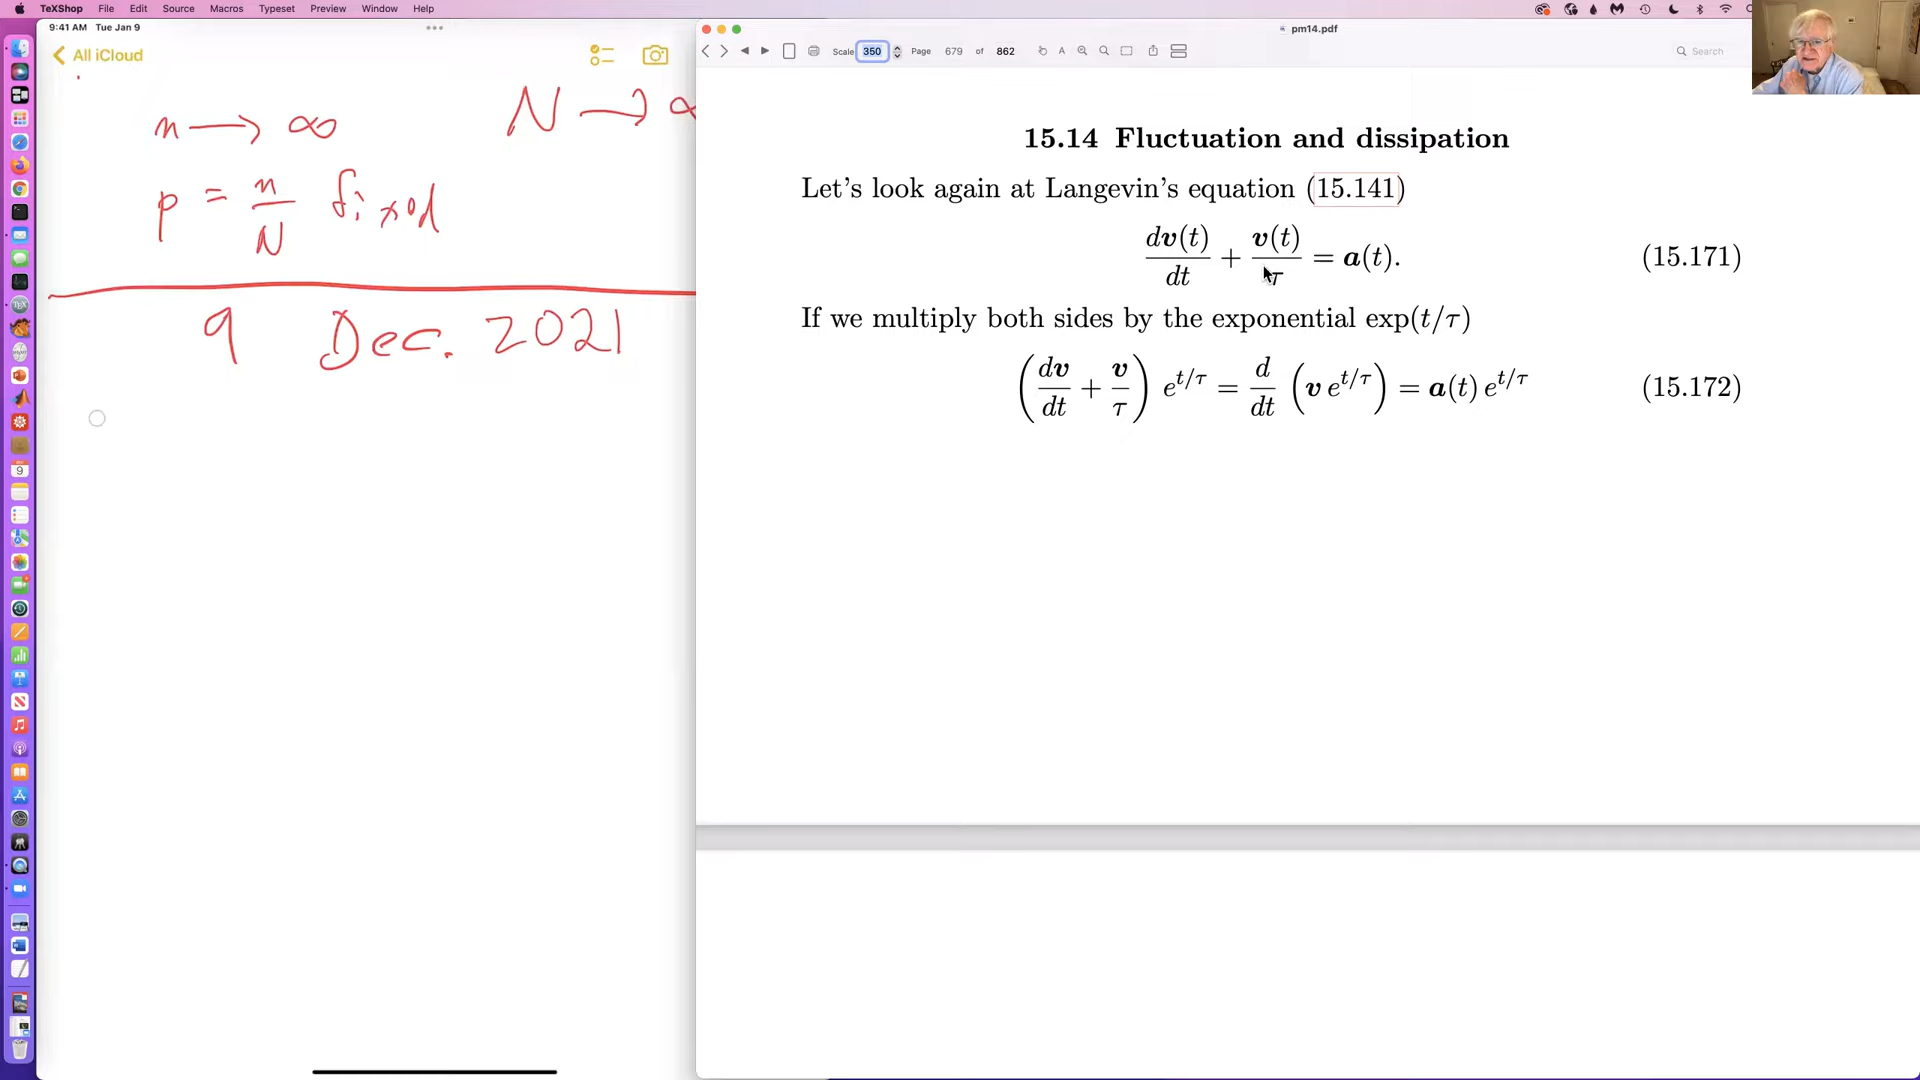 TeXShop File Edit Source Macros Typeset Preview Window Help
9:41 AM Tue Jan 9
All iCloud
n → ∞ N → ∞
p = n/N fixed
9 Dec. 2021
pm14.pdf
Scale 350 Page 679 of 862 Search
15.14 Fluctuation and dissipation
Let's look again at Langevin's equation (15.141)
dv(t)/dt + v(t)/τ = a(t). (15.171)
If we multiply both sides by the exponential exp(t/τ)
(dv/dt + v/τ) e^{t/τ} = d/dt (v e^{t/τ}) = a(t) e^{t/τ} (15.172)